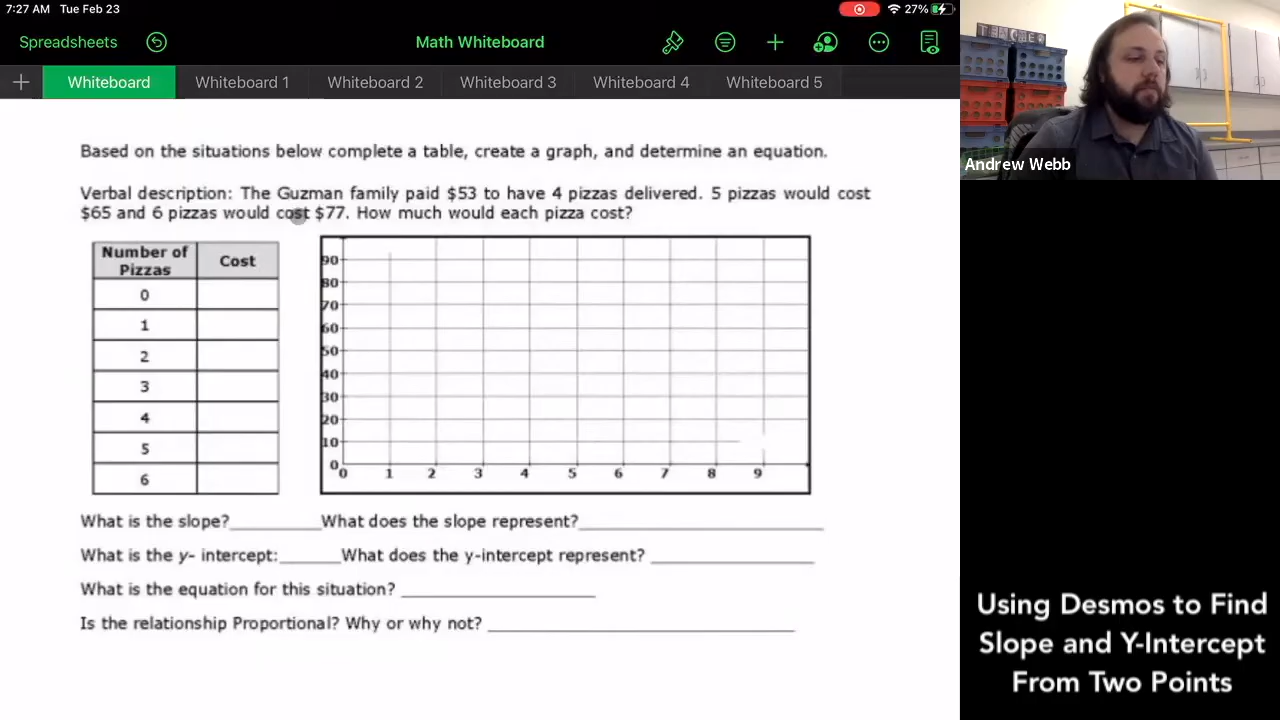 7:27 AM Tue Feb 23
27%
Spreadsheets
Math Whiteboard
Whiteboard
Whiteboard 1
Whiteboard 2
Whiteboard 3
Whiteboard 4
Whiteboard 5
TEACHER
Andrew Webb
Based on the situations below complete a table, create a graph, and determine an equation.
Verbal description: The Guzman family paid $53 to have 4 pizzas delivered. 5 pizzas would cost
$65 and 6 pizzas would cost $77. How much would each pizza cost?
Number of
Pizzas
Cost
0
1
2
3
4
5
6
90
80
70
60
50
40
30
20
10
0
0 1 2 3 4 5 6 7 8 9
What is the slope?__________What does the slope represent?__________________________
What is the y- intercept:_______What does the y-intercept represent? __________________
What is the equation for this situation? _____________________
Is the relationship Proportional? Why or why not? _________________________________
Using Desmos to Find
Slope and Y-Intercept
From Two Points